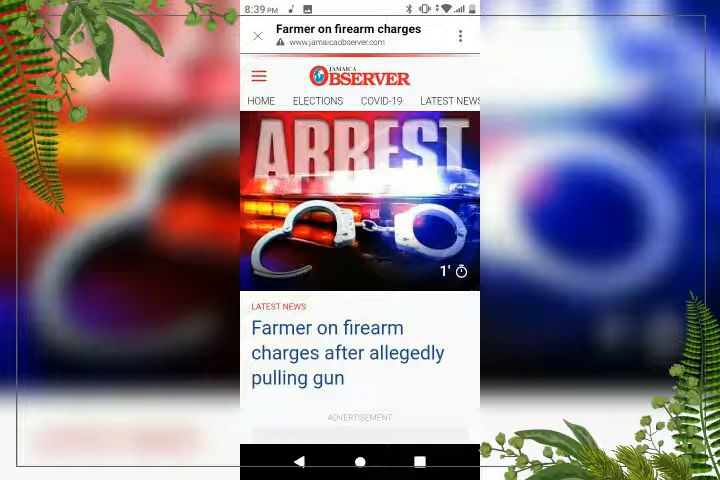 8:39 PM
Farmer on firearm charges
www.jamaicaobserver.com
JAMAICA
OBSERVER
HOME ELECTIONS COVID-19 LATEST NEWS
ARREST
1'
LATEST NEWS
Farmer on firearm
charges after allegedly
pulling gun
ADVERTISEMENT